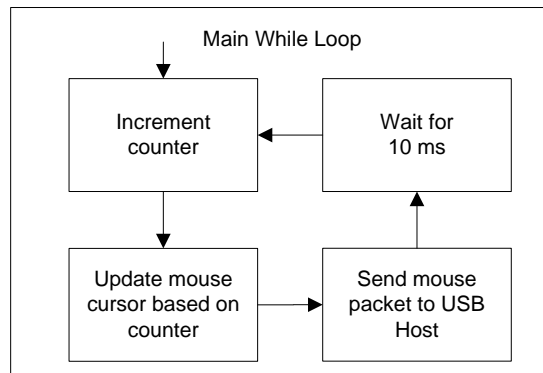 Main While Loop
Increment
counter
Wait for
10 ms
Update mouse
cursor based on
counter
Send mouse
packet to USB
Host